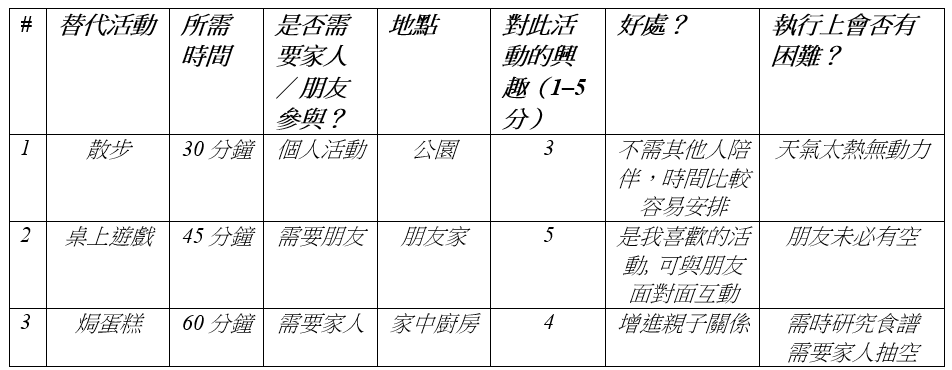 # 替代活動 所需 是否需 地點 對此活 好處？ 執行上會否有
時間 要家人 動的興 困難？
／朋友 趣（1–5
參與？ 分）
1 散步 30 分鐘 個人活動 公園 3 不需其他人陪 天氣太熱無動力
伴，時間比較
容易安排
2 桌上遊戲 45 分鐘 需要朋友 朋友家 5 是我喜歡的活 朋友未必有空
動, 可與朋友
面對面互動
3 焗蛋糕 60 分鐘 需要家人 家中廚房 4 增進親子關係 需時研究食譜
需要家人抽空